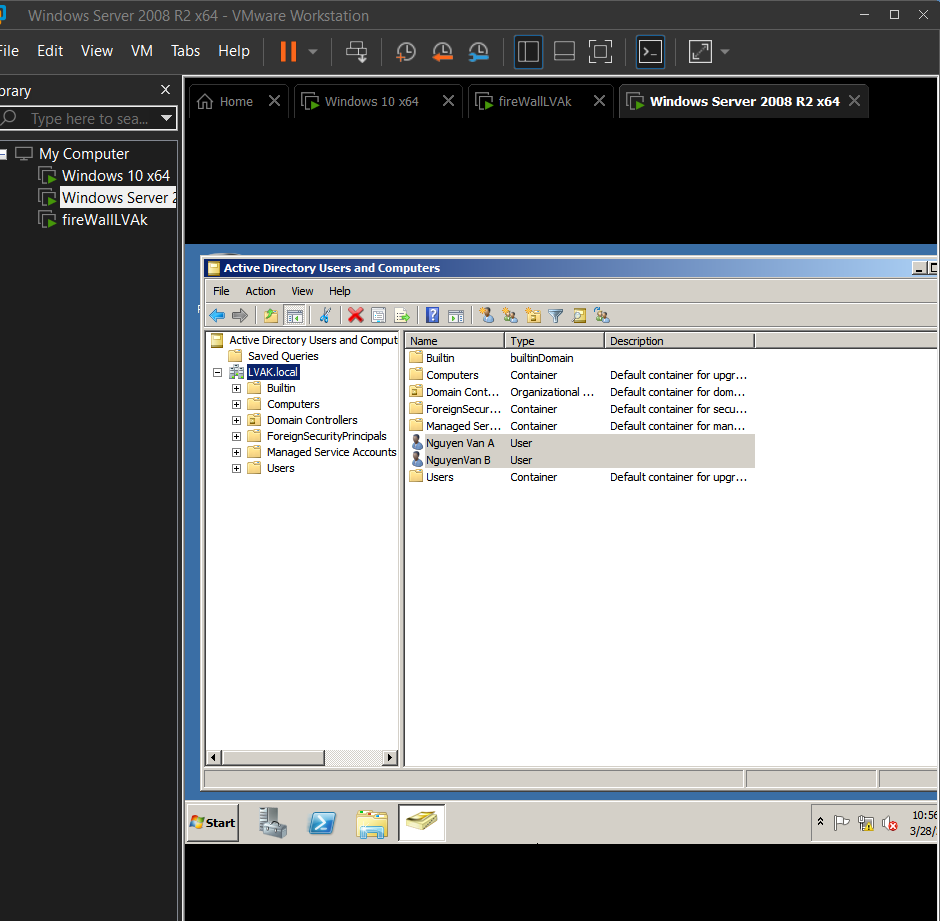 Windows Server 2008 R2 x64 - VMware Workstation
File Edit View VM Tabs Help
brary
Type here to sea...
My Computer
Windows 10 x64
Windows Server 2
fireWallLVAk
Home
Windows 10 x64
fireWallLVAk
Windows Server 2008 R2 x64
Active Directory Users and Computers
File Action View Help
Active Directory Users and Comput
Saved Queries
LVAK.local
Builtin
Computers
Domain Controllers
ForeignSecurityPrincipals
Managed Service Accounts
Users
Name Type Description
Builtin builtinDomain
Computers Container Default container for upgr...
Domain Cont... Organizational ... Default container for dom...
ForeignSecur... Container Default container for secu...
Managed Ser... Container Default container for man...
Nguyen Van A User
NguyenVan B User
Users Container Default container for upgr...
Start
10:56
3/28/